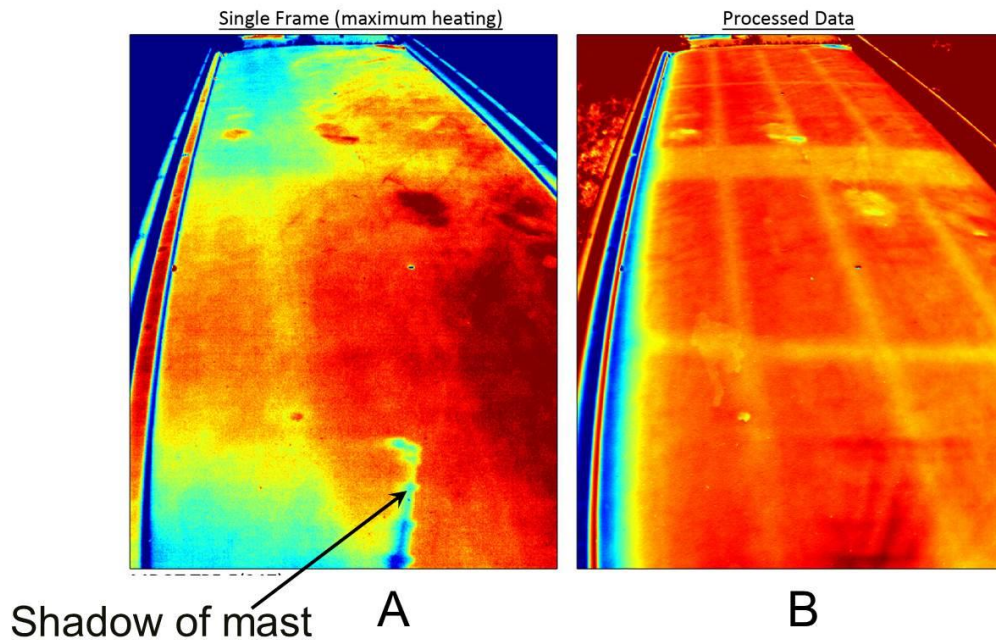 Single Frame (maximum heating)
Processed Data
Shadow of mast
A
B